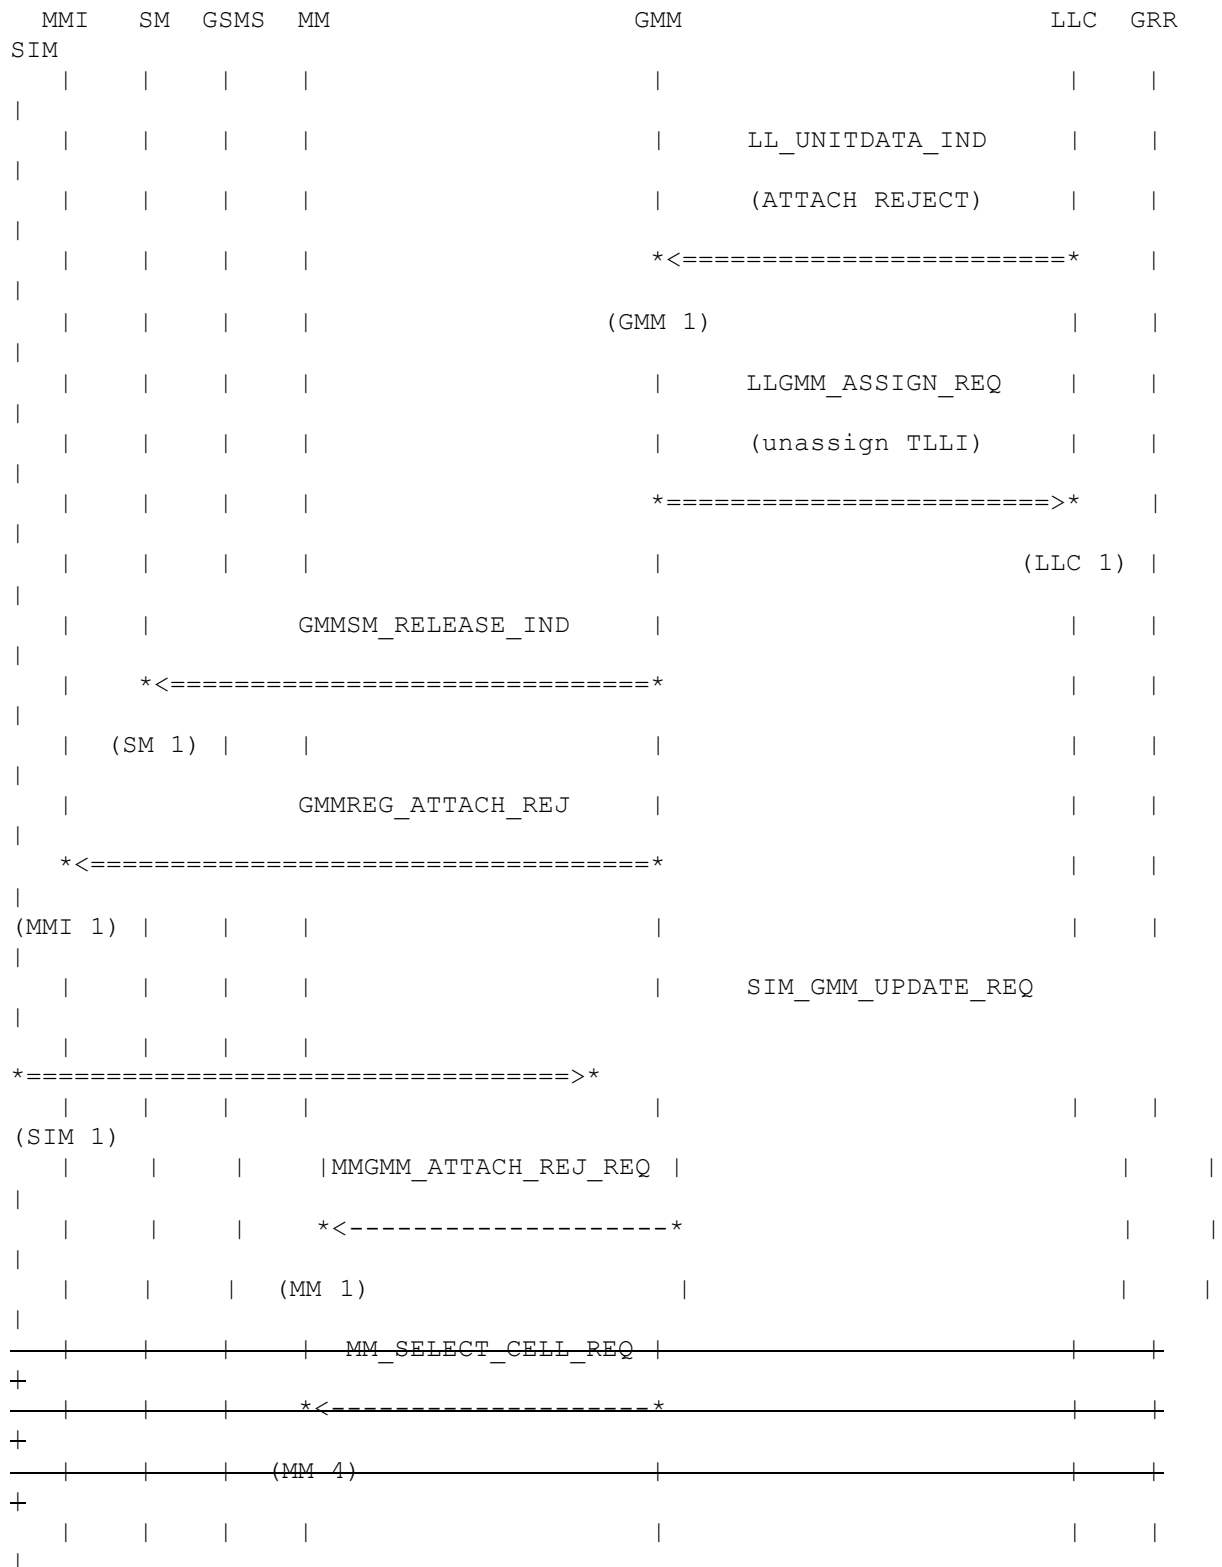 MMI SM GSMS MM GMM LLC GRR
SIM
| | | | | | |
|
| | | | | LL_UNITDATA_IND | |
|
| | | | | (ATTACH REJECT) | |
|
| | | | *<========================* |
|
| | | | (GMM 1) | |
|
| | | | | LLGMM_ASSIGN_REQ | |
|
| | | | | (unassign TLLI) | |
|
| | | | *========================>* |
|
| | | | | (LLC 1) |
|
| | GMMSM_RELEASE_IND | | |
|
| *<==============================* | |
|
| (SM 1) | | | | |
|
| GMMREG_ATTACH_REJ | | |
|
*<===================================* | |
|
(MMI 1) | | | | | |
|
| | | | | SIM_GMM_UPDATE_REQ
|
| | | |
*==================================>*
| | | | | | |
(SIM 1)
| | | |MMGMM_ATTACH_REJ_REQ | | |
|
| | | *<--------------------* | |
|
| | | (MM 1) | | |
|
| | | | MM_SELECT_CELL_REQ | | |
|
| | | *<--------------------* | |
|
| | | (MM 4) | | |
|
| | | | | | |
|